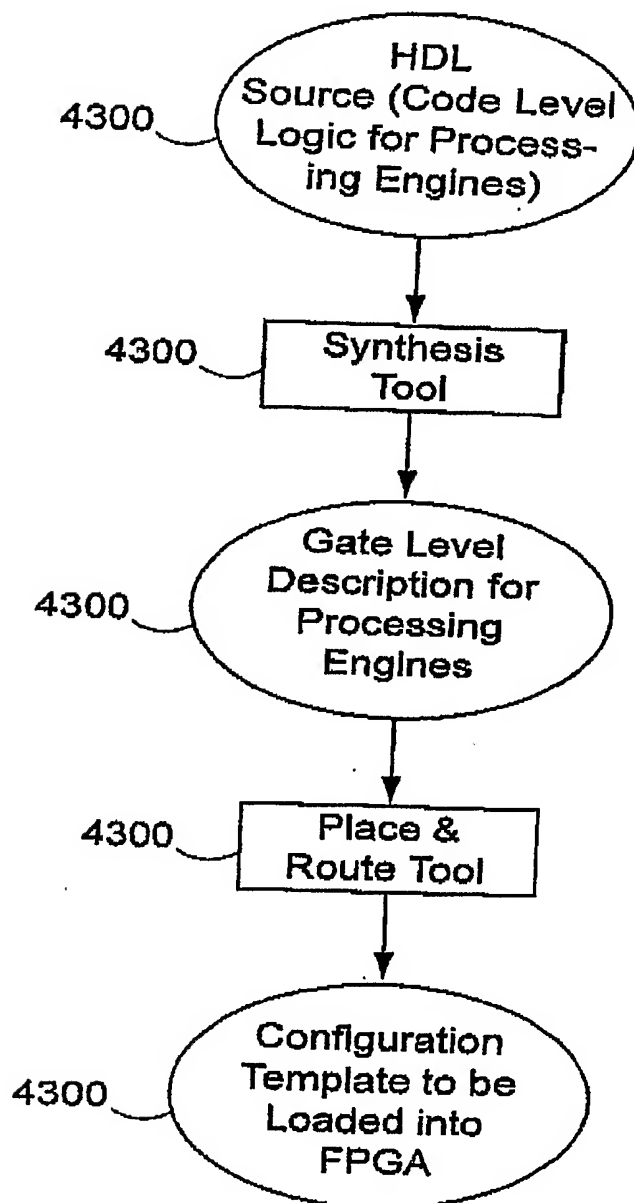 HDL
Source (Code Level
4300
Logic for Process-
ing Engines)
4300
Synthesis
Tool
Gate Level
Description for
4300
Processing
Engines
4300
Place &
Route Tool
Configuration
Template to be
4300
Loaded into
FPGA